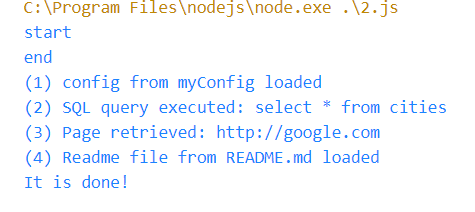 C:\Program Files\nodejs\node.exe .\2.js
start
end
(1) config from myConfig loaded
(2) SQL query executed: select * from cities
(3) Page retrieved: http://google.com
(4) Readme file from README.md loaded
It is done!